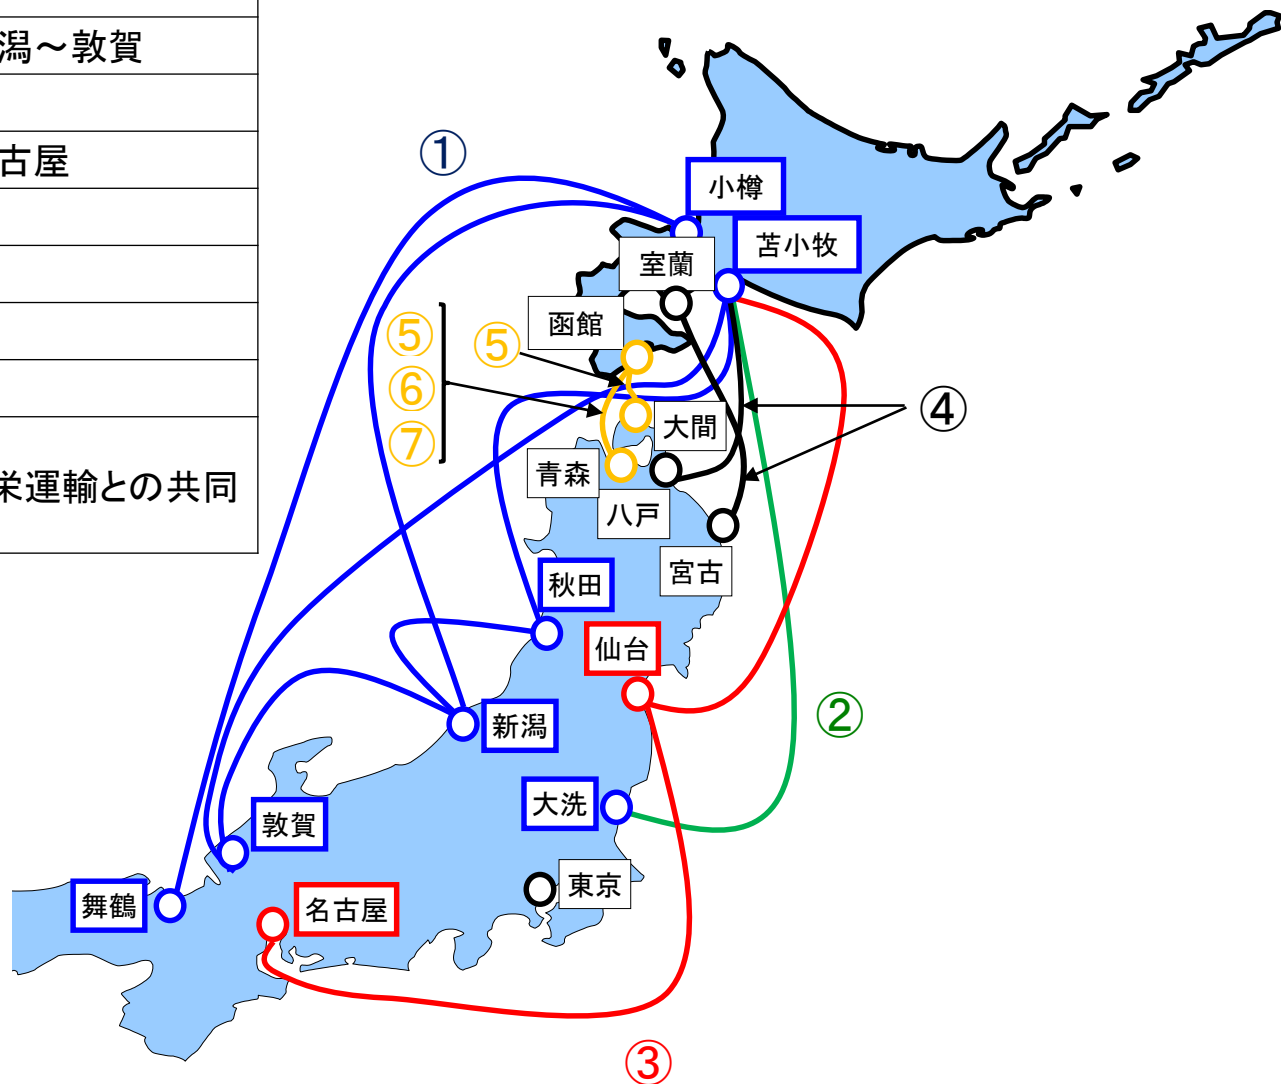 潟～敦賀
古屋
栄運輸との共同
①
小樽
苫小牧
室蘭
函館
⑤
⑤
⑥
⑦
④
大間
青森
八戸
宮古
秋田
仙台
新潟
②
大洗
敦賀
東京
舞鶴
名古屋
③